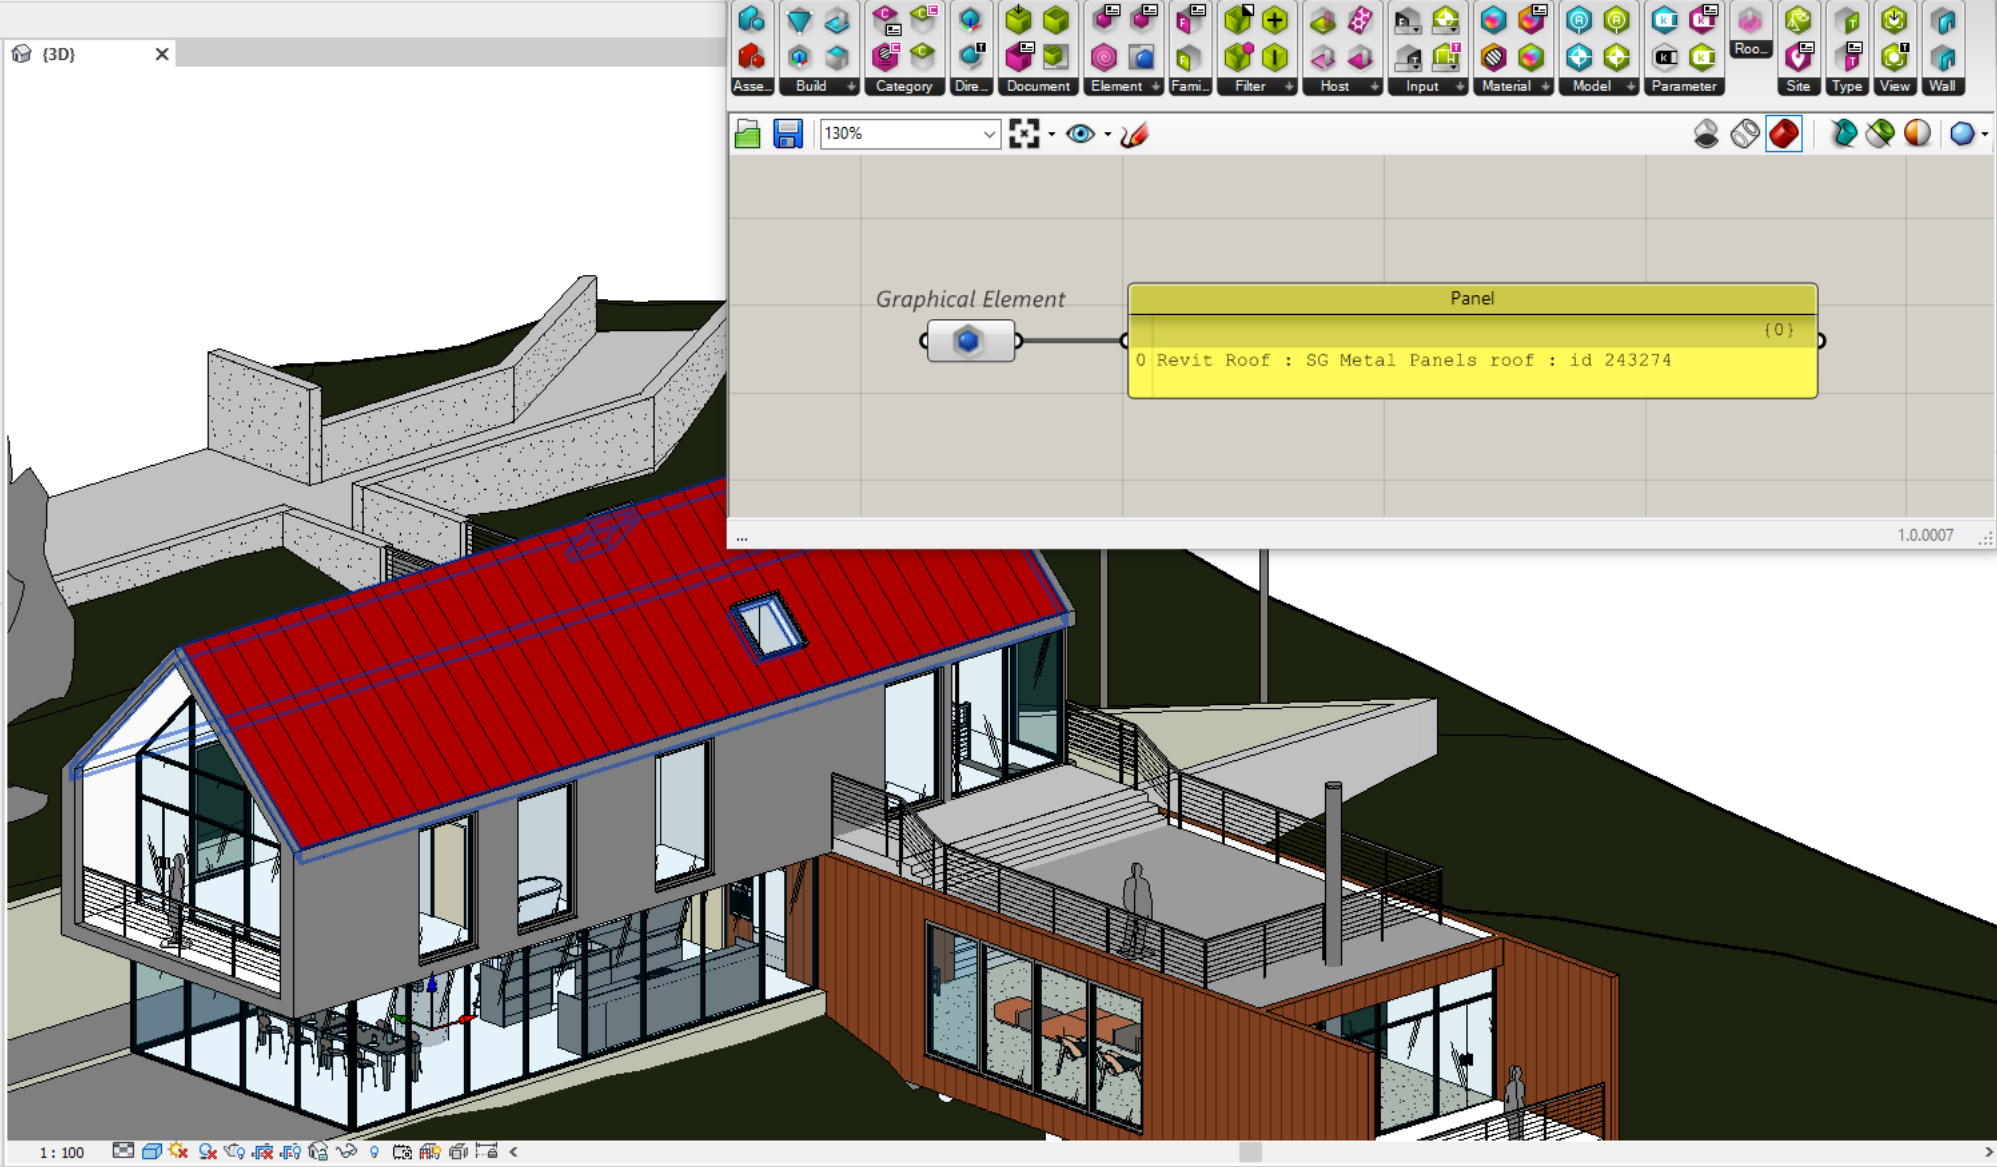 {3D}
Asse...
Build
Category
Dire...
Document
Element
Fami...
Filter
Host
Input
Material
Model
Parameter
Roo...
Site
Type
View
Wall
130%
Graphical Element
Panel
{0}
0 Revit Roof : SG Metal Panels roof : id 243274
...
1.0.0007
1 : 100